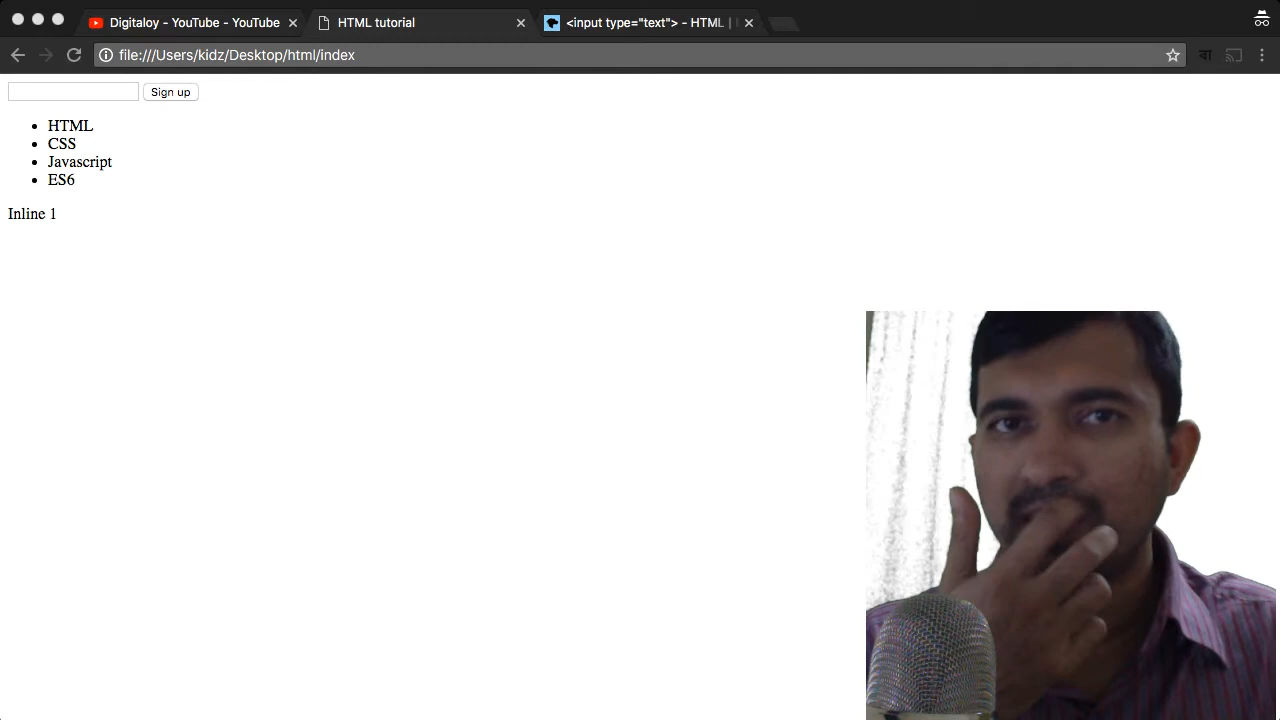 Digitaloy - YouTube - YouTube
HTML tutorial
<input type="text"> - HTML |
file:///Users/kidz/Desktop/html/index
বা
Sign up
HTML
CSS
Javascript
ES6
Inline 1